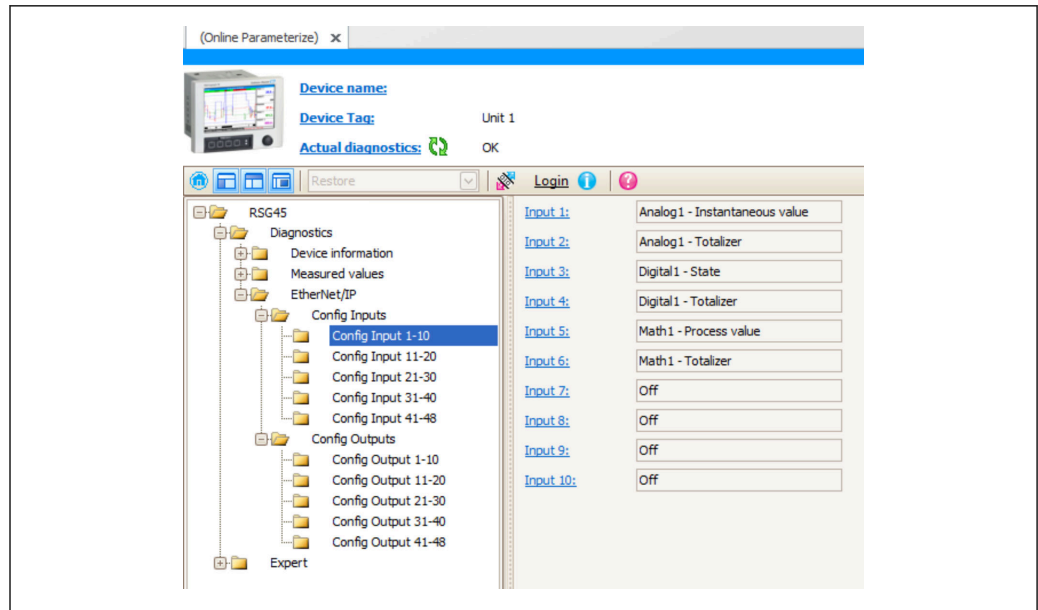 (Online Parameterize) x
Device name:
Device Tag: Unit 1
Actual diagnostics: OK
Restore Login
RSG45
Diagnostics
Device information
Measured values
EtherNet/IP
Config Inputs
Config Input 1-10
Config Input 11-20
Config Input 21-30
Config Input 31-40
Config Input 41-48
Config Outputs
Config Output 1-10
Config Output 11-20
Config Output 21-30
Config Output 31-40
Config Output 41-48
Expert
Input 1: Analog1 - Instantaneous value
Input 2: Analog1 - Totalizer
Input 3: Digital1 - State
Input 4: Digital1 - Totalizer
Input 5: Math1 - Process value
Input 6: Math1 - Totalizer
Input 7: Off
Input 8: Off
Input 9: Off
Input 10: Off